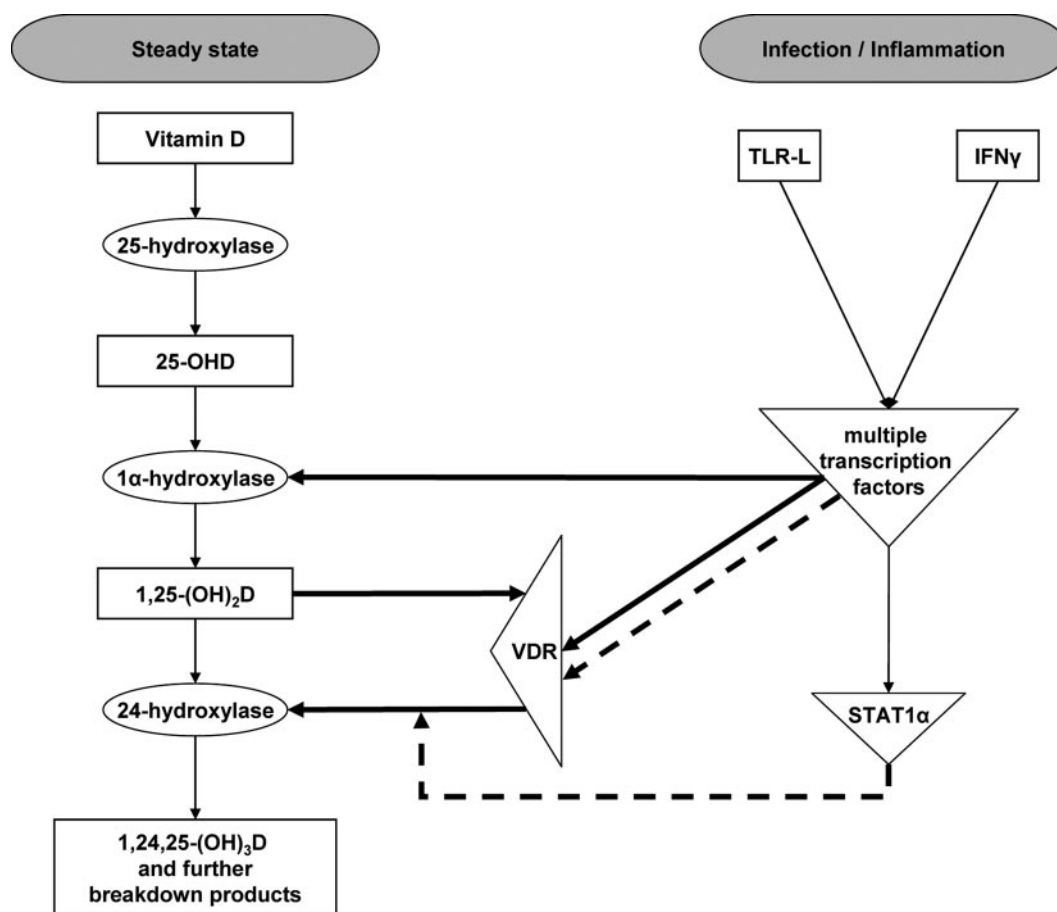 Steady state
Infection / Inflammation
Vitamin D
TLR-L
IFNγ
25-hydroxylase
25-OHD
multiple
transcription
factors
1α-hydroxylase
1,25-(OH)₂D
VDR
24-hydroxylase
STAT1α
1,24,25-(OH)₃D
and further
breakdown products